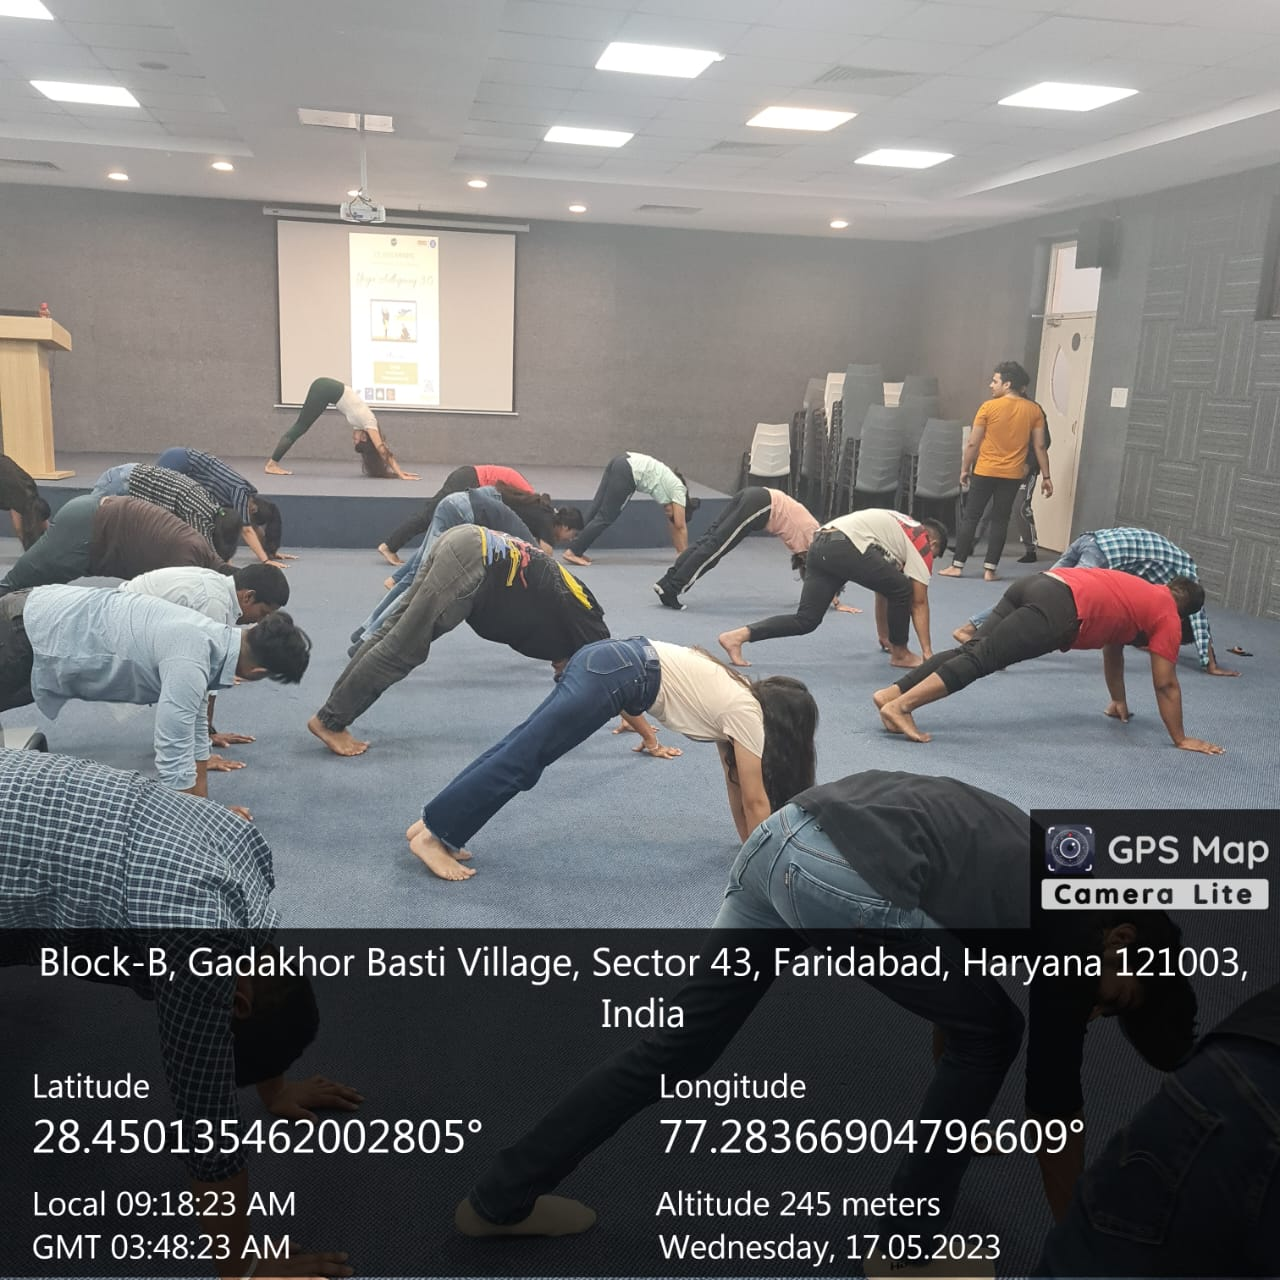 GPS Map
Camera Lite
Block-B, Gadakhor Basti Village, Sector 43, Faridabad, Haryana 121003,
India
Latitude
28.450135462002805°
Longitude
77.28366904796609°
Local 09:18:23 AM
GMT 03:48:23 AM
Altitude 245 meters
Wednesday, 17.05.2023